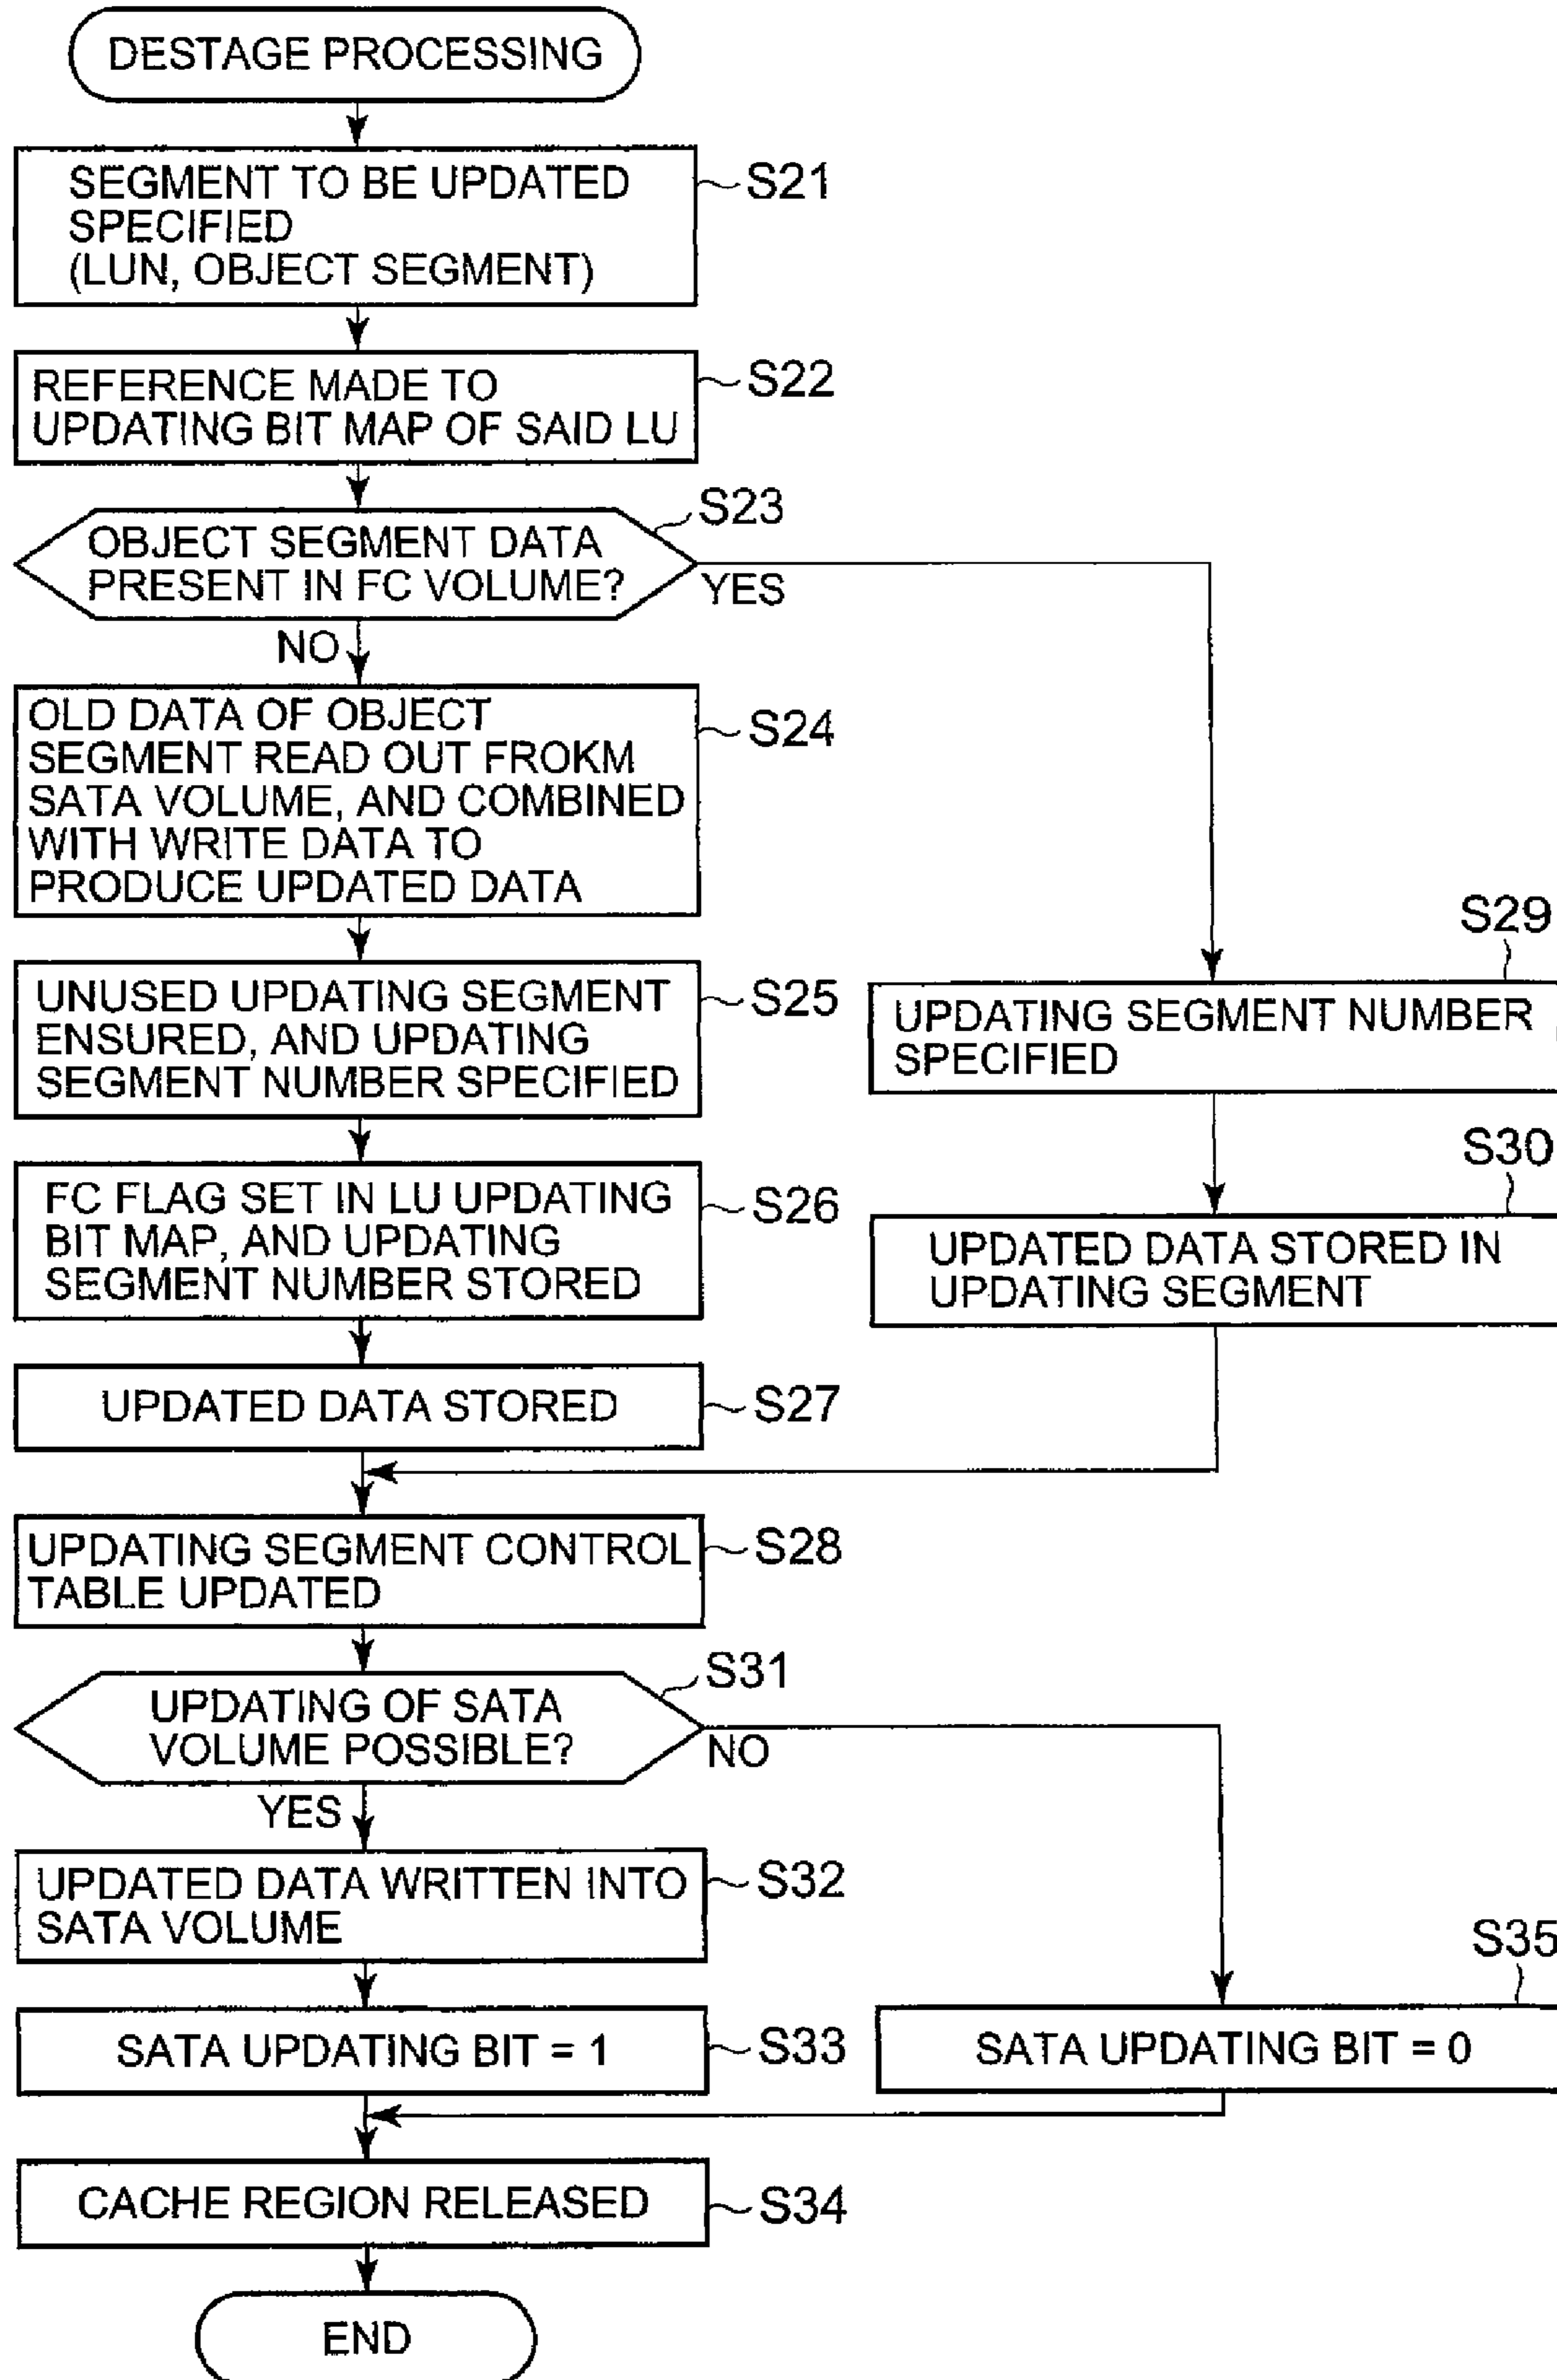 DESTAGE PROCESSING
SEGMENT TO BE UPDATED
SPECIFIED
(LUN, OBJECT SEGMENT)
S21
REFERENCE MADE TO
UPDATING BIT MAP OF SAID LU
S22
S23
OBJECT SEGMENT DATA
PRESENT IN FC VOLUME?
YES
NO
OLD DATA OF OBJECT
SEGMENT READ OUT FROKM
SATA VOLUME, AND COMBINED
WITH WRITE DATA TO
PRODUCE UPDATED DATA
S24
UNUSED UPDATING SEGMENT
ENSURED, AND UPDATING
SEGMENT NUMBER SPECIFIED
S25
S29
UPDATING SEGMENT NUMBER
SPECIFIED
FC FLAG SET IN LU UPDATING
BIT MAP, AND UPDATING
SEGMENT NUMBER STORED
S26
S30
UPDATED DATA STORED IN
UPDATING SEGMENT
UPDATED DATA STORED
S27
UPDATING SEGMENT CONTROL
TABLE UPDATED
S28
S31
UPDATING OF SATA
VOLUME POSSIBLE?
NO
YES
UPDATED DATA WRITTEN INTO
SATA VOLUME
S32
SATA UPDATING BIT = 1
S33
S35
SATA UPDATING BIT = 0
CACHE REGION RELEASED
S34
END